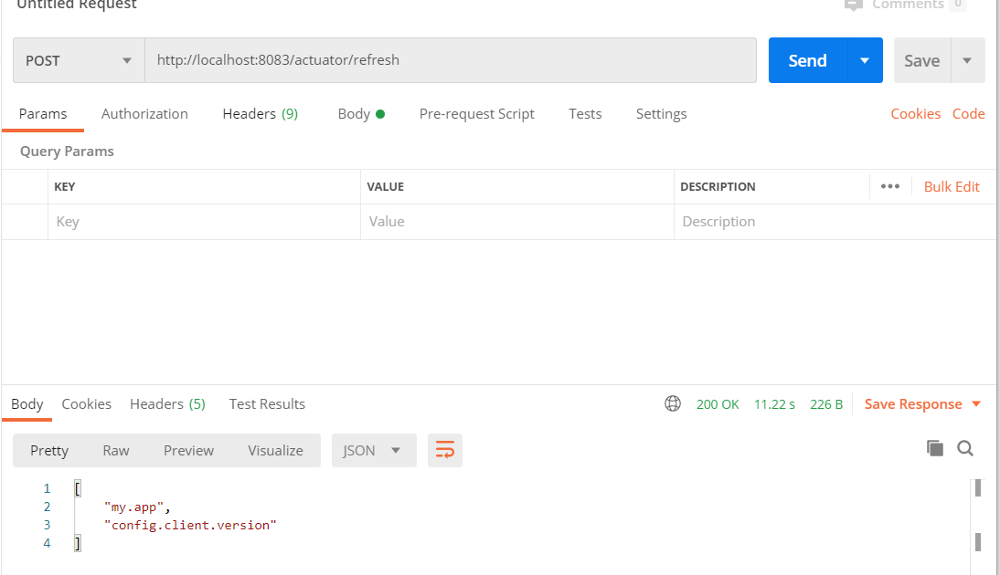 Untitled Request Comments 0
POST http://localhost:8083/actuator/refresh Send Save
Params Authorization Headers (9) Body Pre-request Script Tests Settings Cookies Code
Query Params
KEY VALUE DESCRIPTION Bulk Edit
Key Value Description
Body Cookies Headers (5) Test Results 200 OK 11.22 s 226 B Save Response
Pretty Raw Preview Visualize JSON
1 [
2 "my.app",
3 "config.client.version"
4 ]